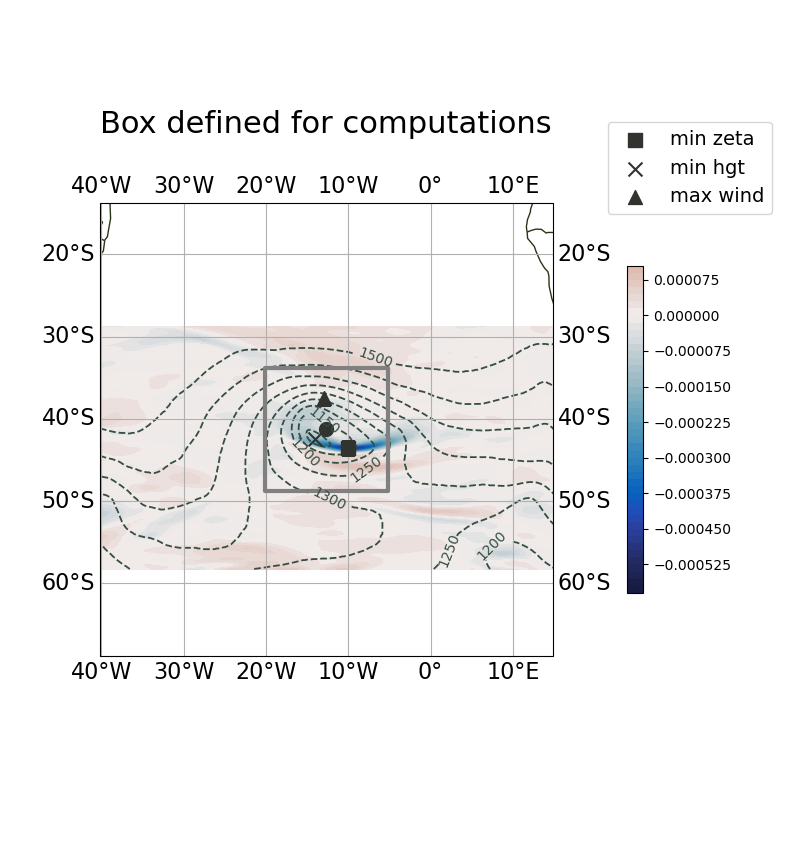 Box defined for computations
min zeta
min hgt
max wind
40°W 30°W 20°W 10°W 0° 10°E
20°S 20°S
30°S 30°S
40°S 40°S
50°S 50°S
60°S 60°S
40°W 30°W 20°W 10°W 0° 10°E
1500
1150
1200
1250
1300
1250
1200
0.000075
0.000000
−0.000075
−0.000150
−0.000225
−0.000300
−0.000375
−0.000450
−0.000525